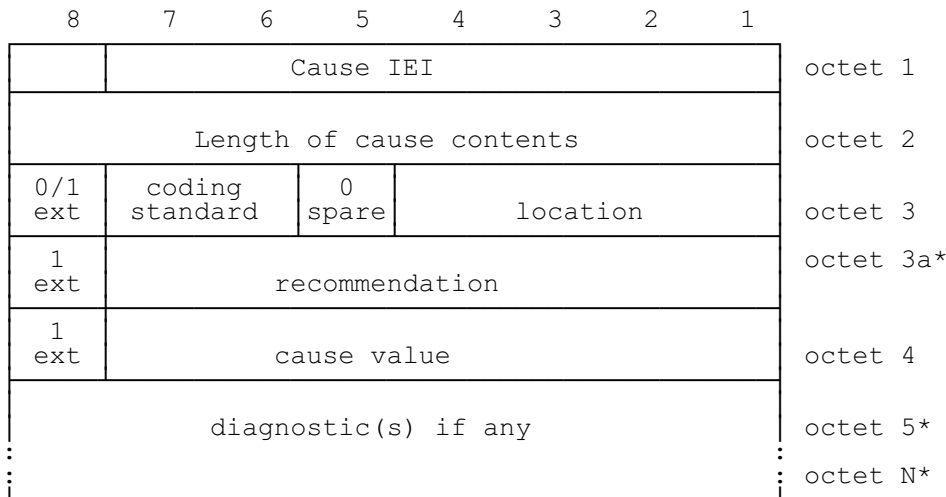 8 7 6 5 4 3 2 1
Cause IEI octet 1
Length of cause contents octet 2
0/1 coding 0
ext standard spare location octet 3
1 octet 3a*
ext recommendation
1
ext cause value octet 4
diagnostic(s) if any octet 5*
: :
: : octet N*